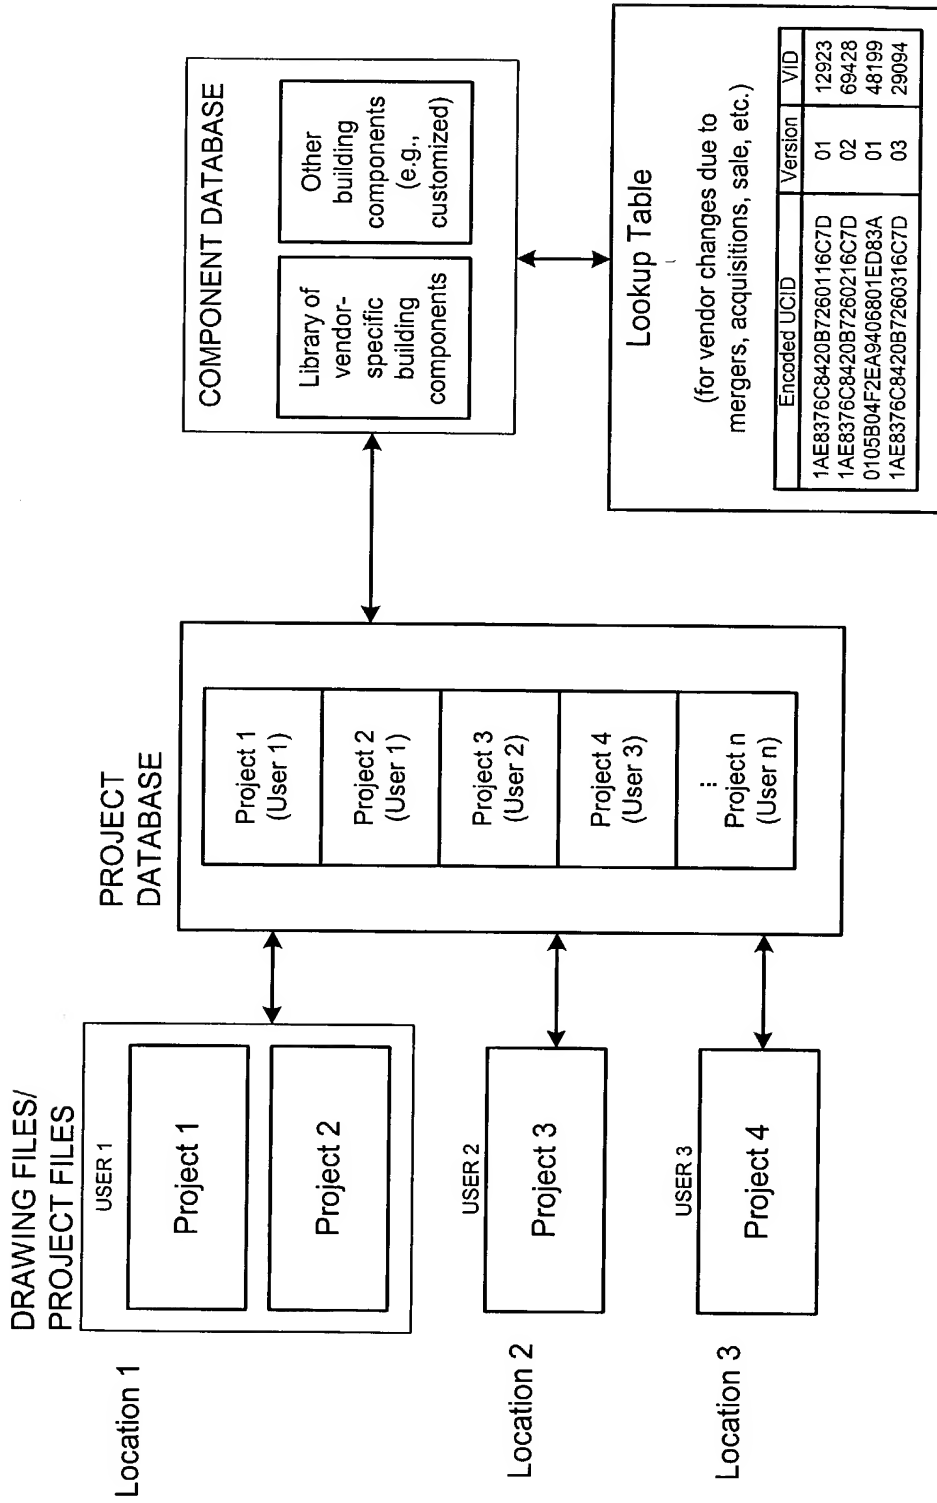 DRAWING FILES/
PROJECT FILES
Location 1
USER 1
Project 1
Project 2
Location 2
USER 2
Project 3
Location 3
USER 3
Project 4
PROJECT
DATABASE
Project 1
(User 1)
Project 2
(User 1)
Project 3
(User 2)
Project 4
(User 3)
⋮
Project n
(User n)
COMPONENT DATABASE
Library of
vendor-
specific
building
components
Other
building
components
(e.g.,
customized)
Lookup Table
(for vendor changes due to
mergers, acquisitions, sale, etc.)
Encoded UCID Version VID
1AE8376C8420B7260116C7D 01 12923
1AE8376C8420B7260216C7D 02 69428
0105B04F2EA9406801ED83A 01 48199
1AE8376C8420B7260316C7D 03 29094